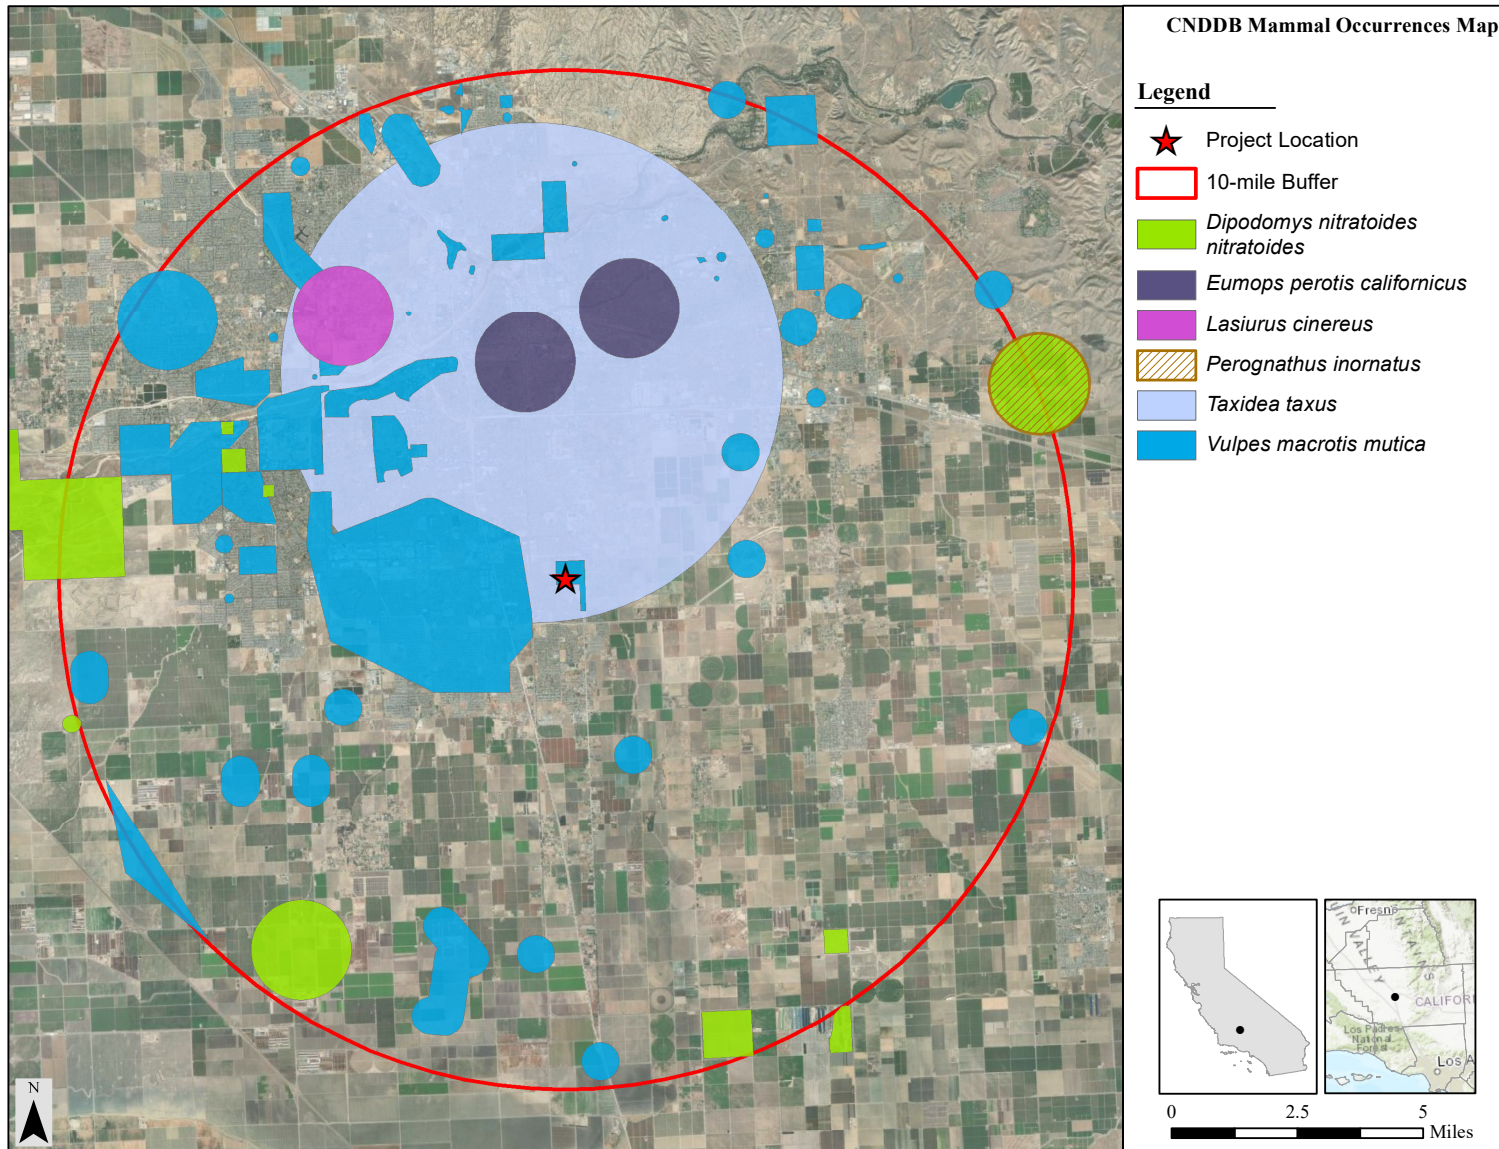 CNDDB Mammal Occurrences Map
Legend
Project Location
10-mile Buffer
Dipodomys nitratoides
nitratoides
Eumops perotis californicus
Lasiurus cinereus
Perognathus inornatus
Taxidea taxus
Vulpes macrotis mutica
N
Fresno
VALLEY
CALIFOR
Los Padres
National
Forest
Los A
0 2.5 5
Miles